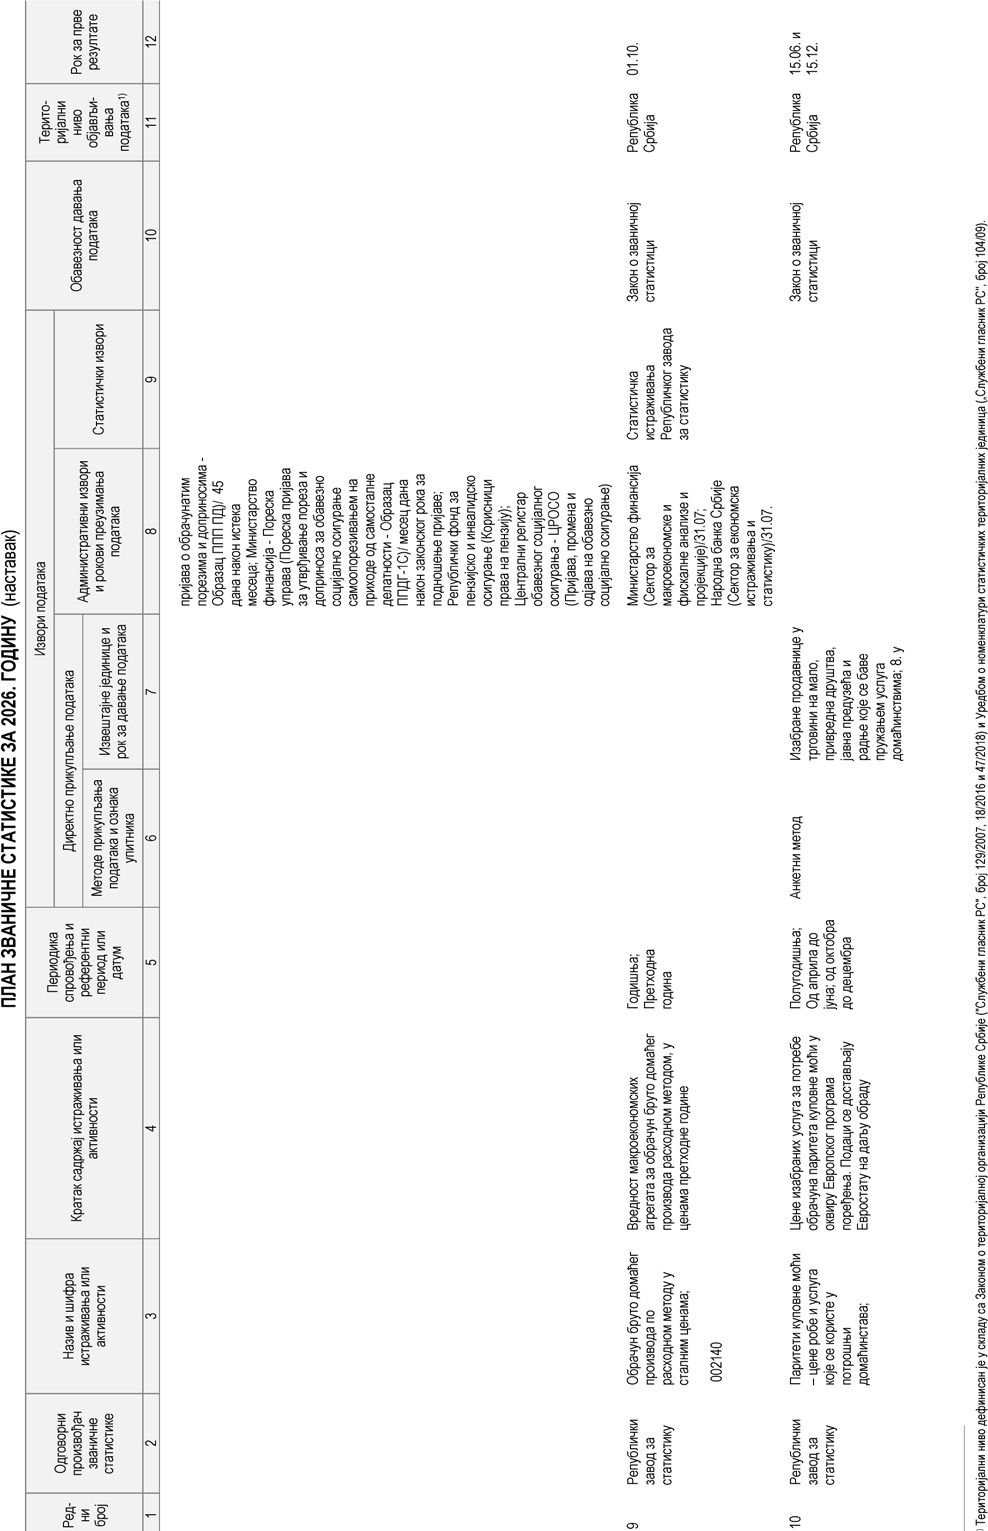 ПЛАН ЗВАНИЧНЕ СТАТИСТИКЕ ЗА 2026. ГОДИНУ (наставак)
Ред-
ни
број
Одговорни
произвођач
званичне
статистике
Назив и шифра
истраживања или
активности
Кратак садржај истраживања или
активности
Периодика
спровођења и
референтни
период или
датум
Извори података
Директно прикупљање података
Методе прикупљања
података и ознака
упитника
Извештајне јединице и
рок за давање података
Административни извори
и рокови преузимања
података
Статистички извори
Обавезност давања
података
Терито-
ријални
ниво
објављи-
вања
података1)
Рок за прве
резултате
1 2 3 4 5 6 7 8 9 10 11 12
пријава о обрачунатим
порезима и доприносима -
Образац ППП ПД)/ 45
дана након истека
месеца; Министарство
финансија - Пореска
управа (Пореска пријава
за утврђивање пореза и
доприноса за обавезно
социјално осигурање
самоопорезивањем на
приходе од самосталне
делатности - Образац
ППДГ-1С)/ месец дана
након законског рока за
подношење пријаве;
Републички фонд за
пензијско и инвалидско
осигурање (Корисници
права на пензију);
Централни регистар
обавезног социјалног
осигурања - ЦРОСО
(Пријава, промена и
одјава на обавезно
социјално осигурање)
9
Републички
завод за
статистику
Обрачун бруто домаћег
производа по
расходном методу у
сталним ценама;
002140
Вредност макроекономских
агрегата за обрачун бруто домаћег
производа расходном методом, у
ценама претходне године
Годишња;
Претходна
година
Министарство финансија
(Сектор за
макроекономске и
фискалне анализе и
пројекције)/31.07;
Народна банка Србије
(Сектор за економска
истраживања и
статистику)/31.07.
Статистичка
истраживања
Републичког завода
за статистику
Закон о званичној
статистици
Република
Србија
01.10.
10
Републички
завод за
статистику
Паритети куповне моћи
– цене робе и услуга
које се користе у
потрошњи
домаћинстава;
Цене изабраних услуга за потребе
обрачуна паритета куповне моћи у
оквиру Европског програма
поређења. Подаци се достављају
Евростату на даљу обраду
Полугодишња;
Од априла до
јуна; од октобра
до децембра
Анкетни метод
Изабране продавнице у
трговини на мало,
привредна друштва,
јавна предузећа и
радње које се баве
пружањем услуга
домаћинствима; 8. у
Закон о званичној
статистици
Република
Србија
15.06. и
15.12.
) Територијални ниво дефинисан је у складу са Законом о територијалној организацији Републике Србије ("Службени гласник РС", број 129/2007, 18/2016 и 47/2018) и Уредбом о номенклатури статистичких територијалних јединица („Службени гласник РС", број 104/09).